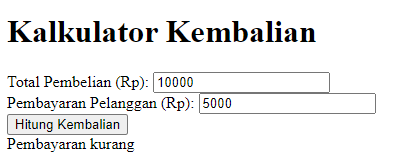 Kalkulator Kembalian
Total Pembelian (Rp): 10000
Pembayaran Pelanggan (Rp): 5000
Hitung Kembalian
Pembayaran kurang